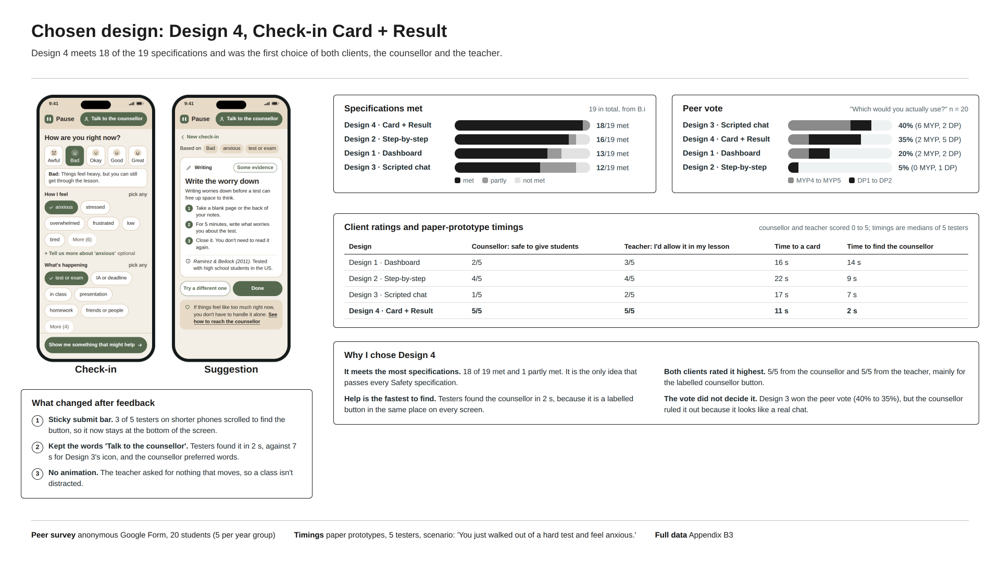 Chosen design: Design 4, Check-in Card + Result
Design 4 meets 18 of the 19 specifications and was the first choice of both clients, the counsellor and the teacher.
9:41
Pause
Talk to the counsellor
How are you right now?
Awful
Bad
Okay
Good
Great
Bad: Things feel heavy, but you can still
get through the lesson.
How I feel
pick any
anxious
stressed
overwhelmed
frustrated
low
tired
More (6)
+ Tell us more about 'anxious' optional
What's happening
pick any
test or exam
IA or deadline
in class
presentation
homework
friends or people
More (4)
Show me something that might help
Check-in
9:41
Pause
Talk to the counsellor
New check-in
Based on Bad anxious test or exam
Writing
Some evidence
Write the worry down
Writing worries down before a test can
free up space to think.
1 Take a blank page or the back of
your notes.
2 For 5 minutes, write what worries
you about the test.
3 Close it. You don't need to read it
again.
Ramirez & Beilock (2011). Tested
with high school students in the US.
Try a different one
Done
If things feel like too much right now,
you don't have to handle it alone. See
how to reach the counsellor
Suggestion
What changed after feedback
1 Sticky submit bar. 3 of 5 testers on shorter phones scrolled to find the
button, so it now stays at the bottom of the screen.
2 Kept the words 'Talk to the counsellor'. Testers found it in 2 s, against 7
s for Design 3's icon, and the counsellor preferred words.
3 No animation. The teacher asked for nothing that moves, so a class isn't
distracted.
Specifications met
19 in total, from B.i
Design 4 · Card + Result 18/19 met
Design 2 · Step-by-step 16/19 met
Design 1 · Dashboard 13/19 met
Design 3 · Scripted chat 12/19 met
met partly not met
Peer vote
"Which would you actually use?" n = 20
Design 3 · Scripted chat 40% (6 MYP, 2 DP)
Design 4 · Card + Result 35% (2 MYP, 5 DP)
Design 1 · Dashboard 20% (2 MYP, 2 DP)
Design 2 · Step-by-step 5% (0 MYP, 1 DP)
MYP4 to MYP5 DP1 to DP2
Client ratings and paper-prototype timings
counsellor and teacher scored 0 to 5; timings are medians of 5 testers
Design Counsellor: safe to give students Teacher: I'd allow it in my lesson Time to a card Time to find the counsellor
Design 1 · Dashboard 2/5 3/5 16 s 14 s
Design 2 · Step-by-step 4/5 4/5 22 s 9 s
Design 3 · Scripted chat 1/5 2/5 17 s 7 s
Design 4 · Card + Result 5/5 5/5 11 s 2 s
Why I chose Design 4
It meets the most specifications. 18 of 19 met and 1 partly met. It is the only idea that
passes every Safety specification.
Help is the fastest to find. Testers found the counsellor in 2 s, because it is a labelled
button in the same place on every screen.
Both clients rated it highest. 5/5 from the counsellor and 5/5 from the teacher, mainly for
the labelled counsellor button.
The vote did not decide it. Design 3 won the peer vote (40% to 35%), but the counsellor
ruled it out because it looks like a real chat.
Peer survey anonymous Google Form, 20 students (5 per year group)
Timings paper prototypes, 5 testers, scenario: 'You just walked out of a hard test and feel anxious.'
Full data Appendix B3